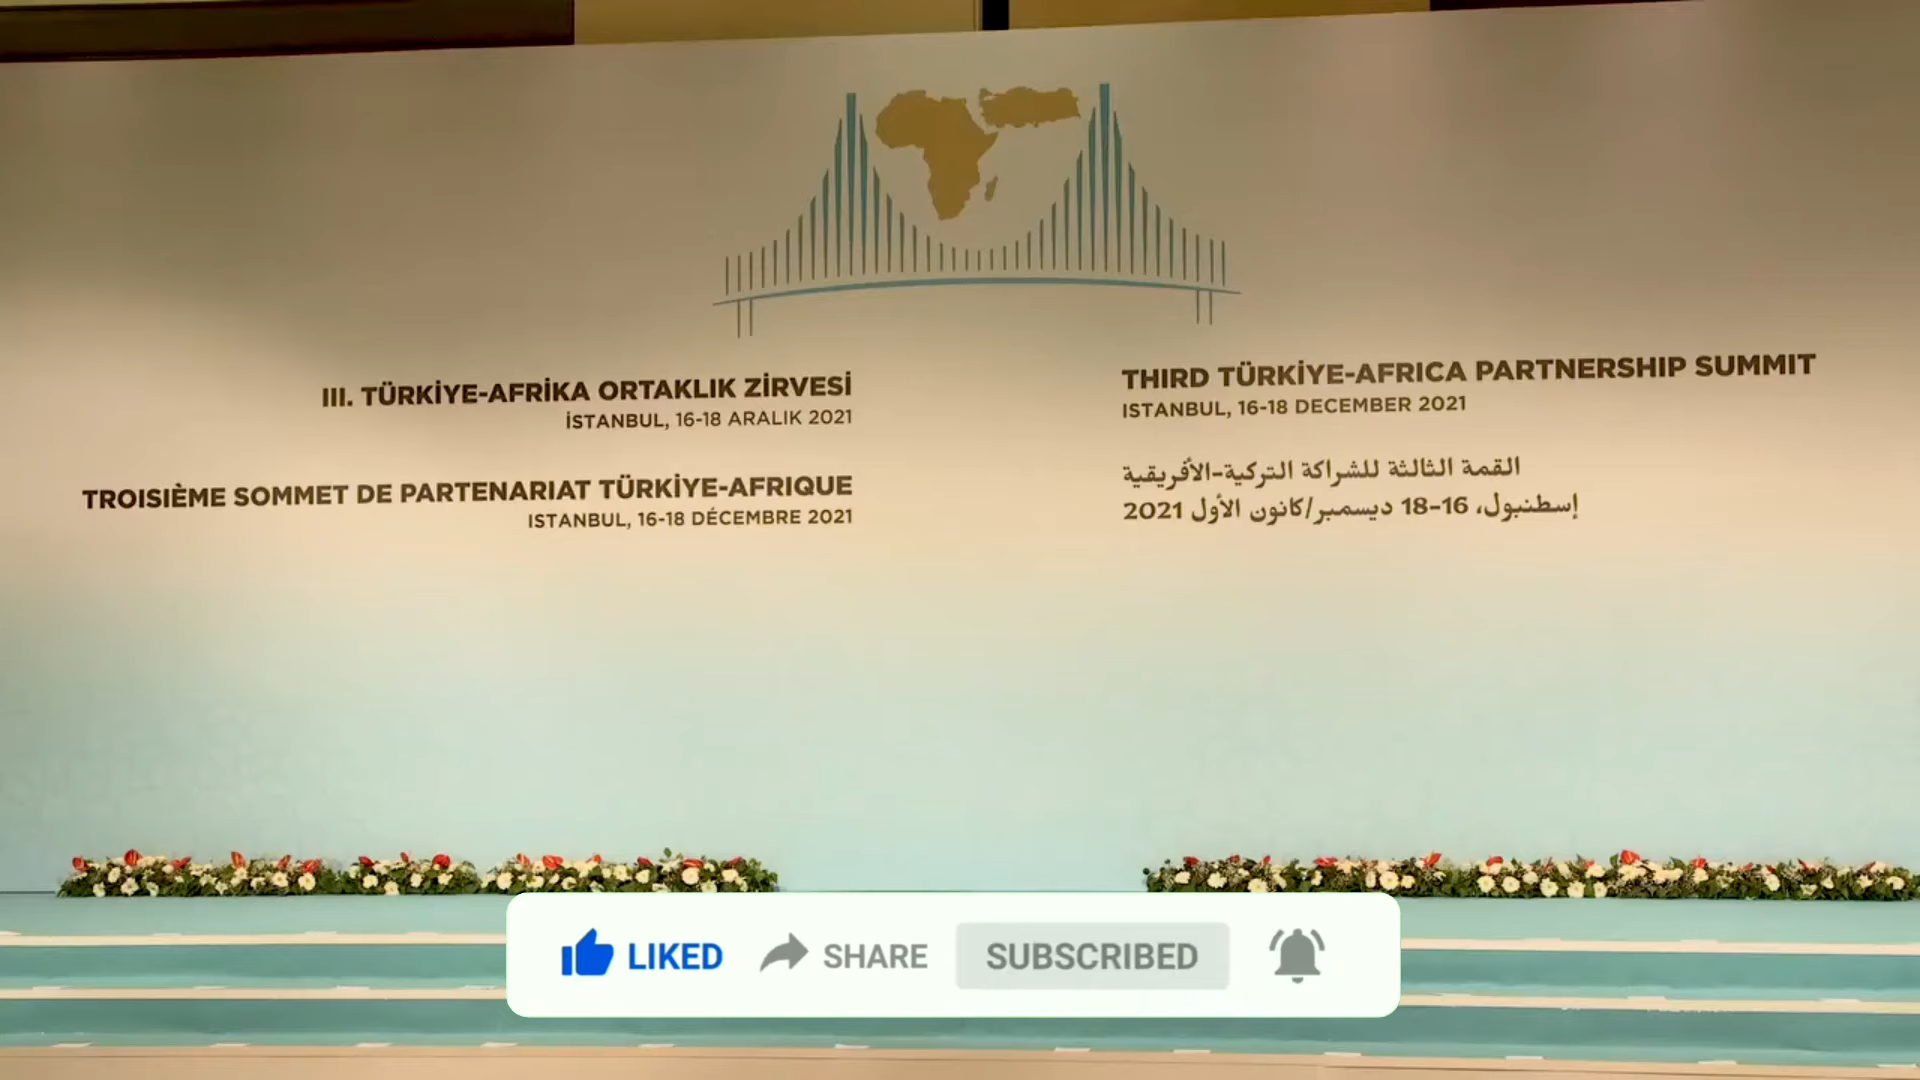 III. TÜRKİYE-AFRİKA ORTAKLIK ZİRVESİ
İSTANBUL, 16-18 ARALIK 2021
TROISIÈME SOMMET DE PARTENARIAT TÜRKİYE-AFRIQUE
ISTANBUL, 16-18 DÉCEMBRE 2021
THIRD TÜRKİYE-AFRICA PARTNERSHIP SUMMIT
ISTANBUL, 16-18 DECEMBER 2021
القمة الثالثة للشراكة التركية-الأفريقية
إسطنبول، 16-18 ديسمبر/كانون الأول 2021
LIKED SHARE SUBSCRIBED